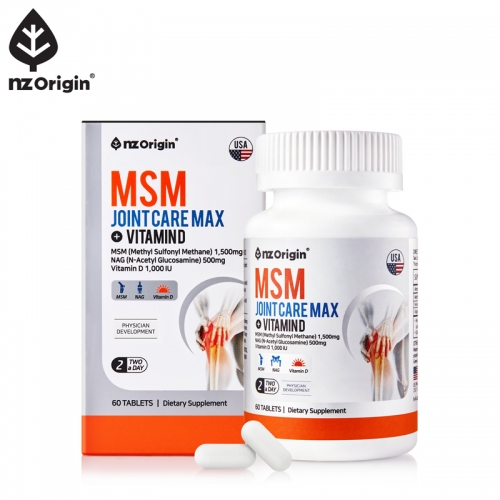 nzOrigin®
nzOrigin®
USA
MSM
JOINT CARE MAX
+ VITAMIN D
MSM (Methyl Sulfonyl Methane) 1,500mg
NAG (N-Acetyl Glucosamine) 500mg
Vitamin D 1,000 IU
MSM
NAG
Vitamin D
PHYSICIAN
DEVELOPMENT
2 TWO
a DAY
60 TABLETS | Dietary Supplement
nzOrigin®
USA
MSM
JOINT CARE MAX
+ VITAMIN D
MSM (Methyl Sulfonyl Methane) 1,500mg
NAG (N-Acetyl Glucosamine) 500mg
Vitamin D 1,000 IU
MSM
NAG
Vitamin D
2 TWO
a DAY
PHYSICIAN
DEVELOPMENT
60 TABLETS | Dietary Supplement